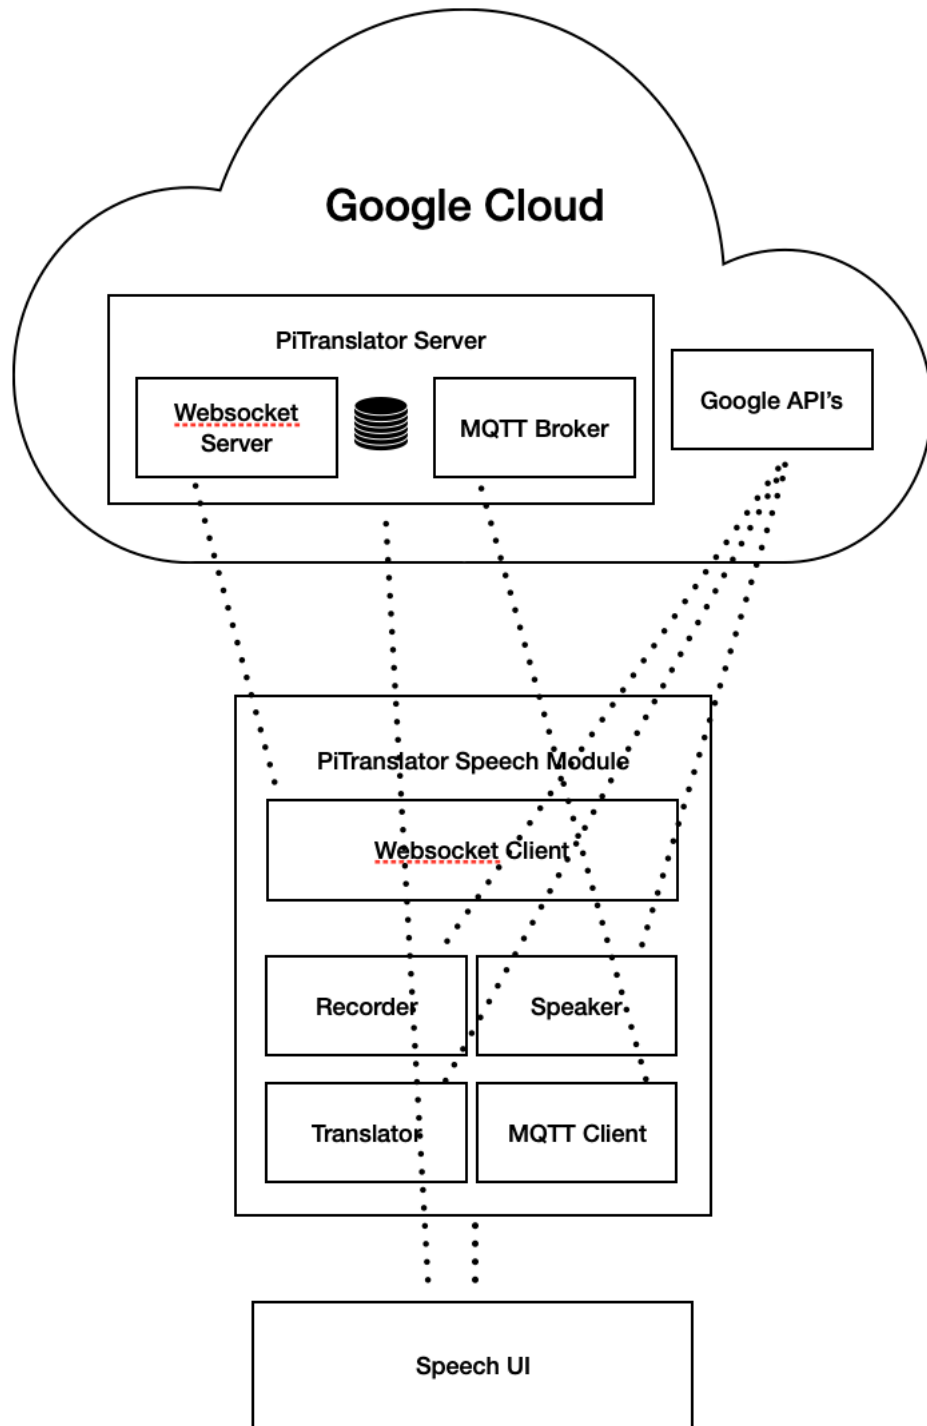 Google Cloud
PiTranslator Server
Websocket
Server
MQTT Broker
Google API’s
PiTranslator Speech Module
Websocket Client
Recorder
Speaker
Translator
MQTT Client
Speech UI